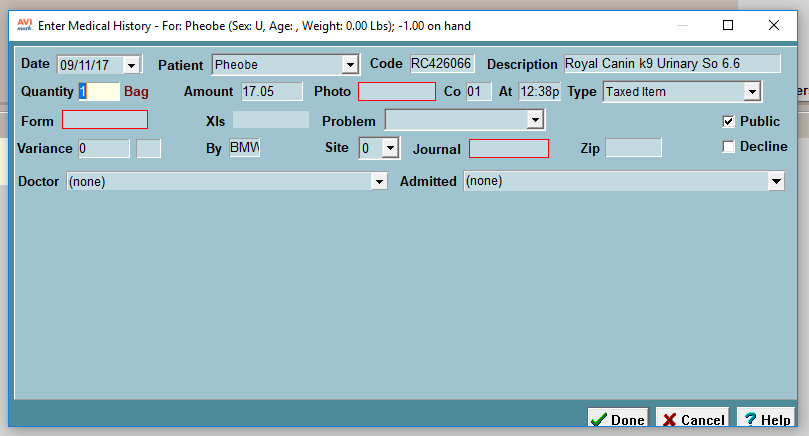 AVI mark Enter Medical History - For: Pheobe (Sex: U, Age: , Weight: 0.00 Lbs); -1.00 on hand
Date 09/11/17 Patient Pheobe Code RC426066 Description Royal Canin k9 Urinary So 6.6
Quantity 1 Bag Amount 17.05 Photo Co 01 At 12:38p Type Taxed Item
Form Xls Problem Public
Variance 0 By BMW Site 0 Journal Zip Decline
Doctor (none) Admitted (none)
Done Cancel ? Help